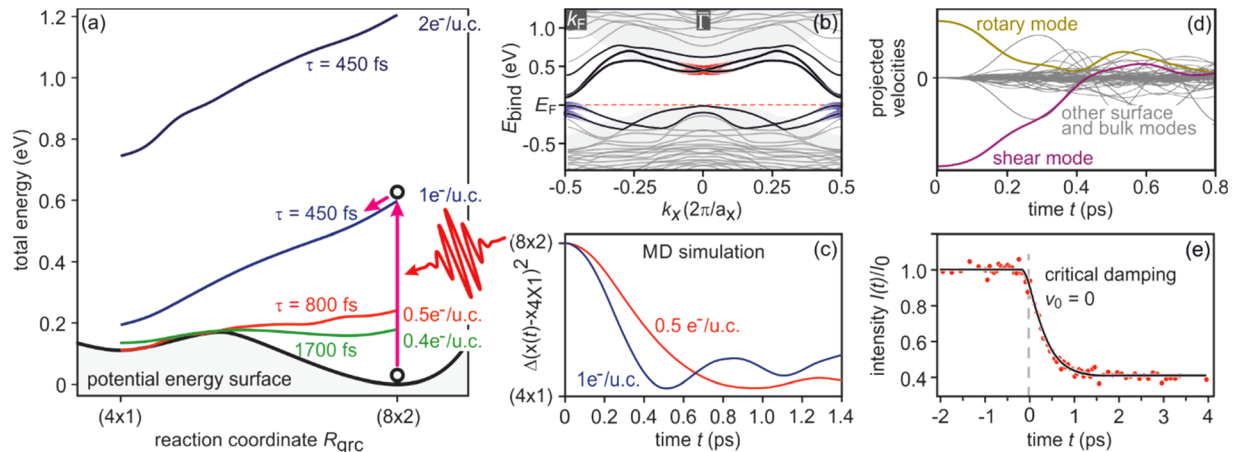 (a)
total energy (eV)
1.2
1.0
0.8
0.6
0.4
0.2
0
2e⁻/u.c.
τ = 450 fs
1e⁻/u.c.
τ = 450 fs
τ = 800 fs
0.5e⁻/u.c.
0.4e⁻/u.c.
1700 fs
potential energy surface
(4x1)
(8x2)
reaction coordinate R_qrc
(b)
k_F
Γ̅
E_bind (eV)
1.0
0.5
E_F
-0.5
-0.5
-0.25
0
0.25
0.5
k_x(2π/a_x)
(c)
MD simulation
Δ(x(t)-x_4x1)²
(8x2)
(4x1)
0.5 e⁻/u.c.
1e⁻/u.c.
0
0.2
0.4
0.6
0.8
1.0
1.2
1.4
time t (ps)
(d)
rotary mode
projected
velocities
0
other surface
and bulk modes
shear mode
0
0.2
0.4
0.6
0.8
time t (ps)
(e)
intensity I(t)/I₀
1.0
0.8
0.6
0.4
critical damping
v₀ = 0
-2
-1
0
1
2
3
4
time t (ps)